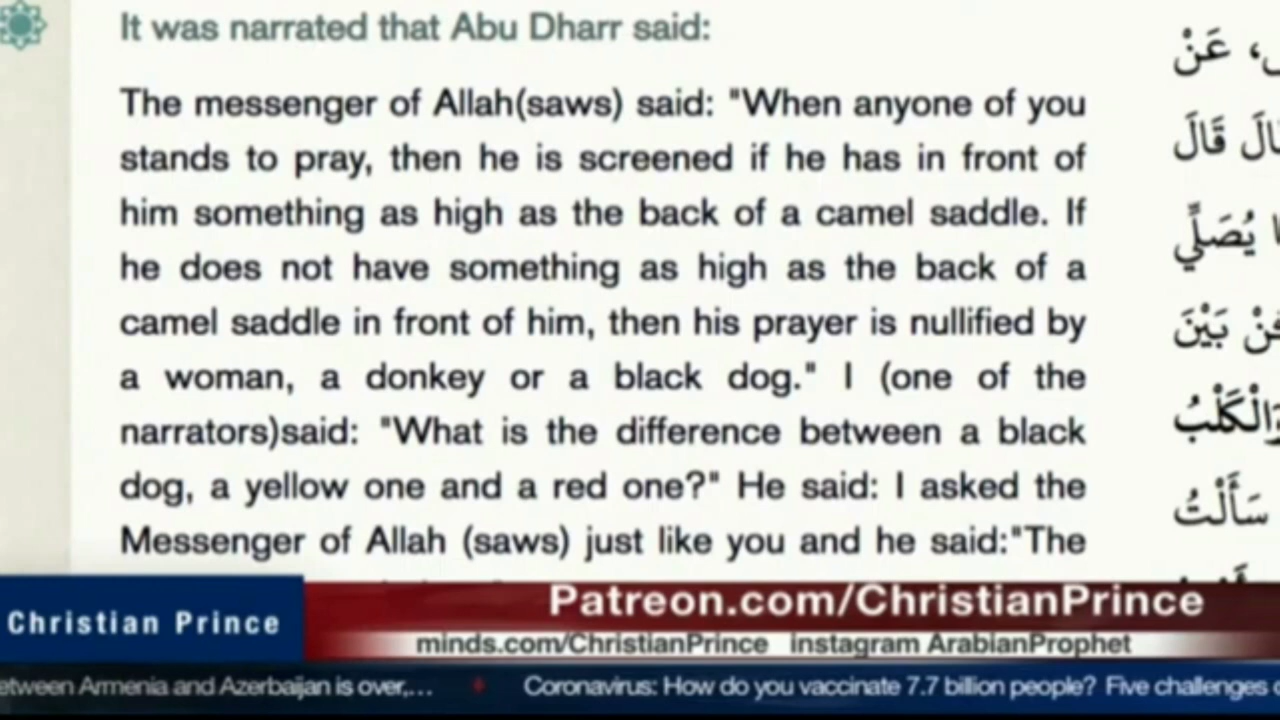 It was narrated that Abu Dharr said:
The messenger of Allah(saws) said: "When anyone of you
stands to pray, then he is screened if he has in front of
him something as high as the back of a camel saddle. If
he does not have something as high as the back of a
camel saddle in front of him, then his prayer is nullified by
a woman, a donkey or a black dog." I (one of the
narrators)said: "What is the difference between a black
dog, a yellow one and a red one?" He said: I asked the
Messenger of Allah (saws) just like you and he said:"The
عَنْ
قَالَ
يُصَلِّي
بَيْنَ
وَالْكَلْبُ
سَأَلْتُ
Christian Prince
Patreon.com/ChristianPrince
minds.com/ChristianPrince instagram ArabianProphet
etween Armenia and Azerbaijan is over,... Coronavirus: How do you vaccinate 7.7 billion people? Five challenges